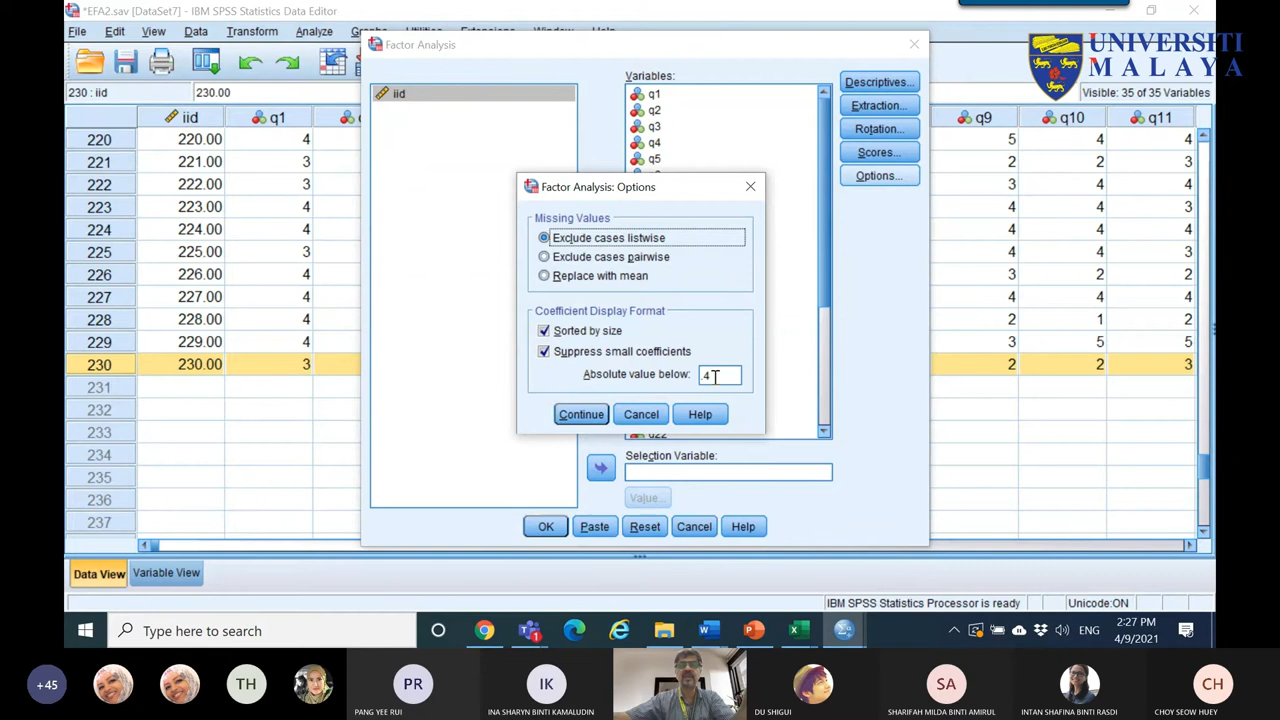 *EFA2.sav [DataSet7] - IBM SPSS Statistics Data Editor
File Edit View Data Transform Analyze
UNIVERSITI
MALAYA
230 : iid 230.00 Visible: 35 of 35 Variables
iid q1 q9 q10 q11
220 220.00 4 5 4 4
221 221.00 3 2 2 3
222 222.00 4 3 4 4
223 223.00 4 3 4 3
224 224.00 4 2 4 4
225 225.00 3 2 4 3
226 226.00 4 3 2 2
227 227.00 4 4 4 4
228 228.00 4 2 1 2
229 229.00 4 3 5 5
230 230.00 3 2 2 3
231
232
233
234
235
236
237
Factor Analysis
iid
Variables:
q1
q2
q3
q4
q5
q22
Descriptives...
Extraction...
Rotation...
Scores...
Options...
Factor Analysis: Options
Missing Values
Exclude cases listwise
Exclude cases pairwise
Replace with mean
Coefficient Display Format
Sorted by size
Suppress small coefficients
Absolute value below: .4
Continue Cancel Help
Selection Variable:
Value...
OK Paste Reset Cancel Help
Data View Variable View
IBM SPSS Statistics Processor is ready Unicode:ON
Type here to search
1
ENG
2:27 PM
4/9/2021
+45 TH PR IK SA CH
PANG YEE RUI INA SHARYN BINTI KAMALUDIN DU SHIGUI SHARIFAH MILDA BINTI AMIRUL INTAN SHAFINA BINTI RASDI CHOY SEOW HUEY